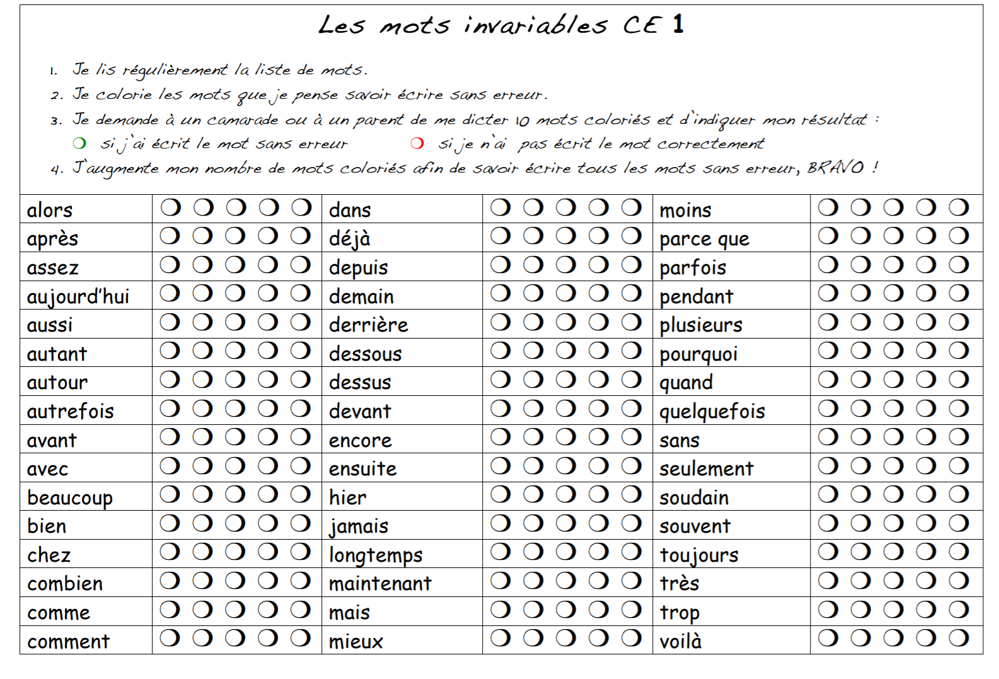 Les mots invariables CE 1
1. Je lis régulièrement la liste de mots.
2. Je colorie les mots que je pense savoir écrire sans erreur.
3. Je demande à un camarade ou à un parent de me dicter 10 mots coloriés et d'indiquer mon résultat :
❍ si j'ai écrit le mot sans erreur ❍ si je n'ai pas écrit le mot correctement
4. J'augmente mon nombre de mots coloriés afin de savoir écrire tous les mots sans erreur, BRAVO !
alors ❍ ❍ ❍ ❍ ❍ dans ❍ ❍ ❍ ❍ ❍ moins ❍ ❍ ❍ ❍ ❍
après ❍ ❍ ❍ ❍ ❍ déjà ❍ ❍ ❍ ❍ ❍ parce que ❍ ❍ ❍ ❍ ❍
assez ❍ ❍ ❍ ❍ ❍ depuis ❍ ❍ ❍ ❍ ❍ parfois ❍ ❍ ❍ ❍ ❍
aujourd'hui ❍ ❍ ❍ ❍ ❍ demain ❍ ❍ ❍ ❍ ❍ pendant ❍ ❍ ❍ ❍ ❍
aussi ❍ ❍ ❍ ❍ ❍ derrière ❍ ❍ ❍ ❍ ❍ plusieurs ❍ ❍ ❍ ❍ ❍
autant ❍ ❍ ❍ ❍ ❍ dessous ❍ ❍ ❍ ❍ ❍ pourquoi ❍ ❍ ❍ ❍ ❍
autour ❍ ❍ ❍ ❍ ❍ dessus ❍ ❍ ❍ ❍ ❍ quand ❍ ❍ ❍ ❍ ❍
autrefois ❍ ❍ ❍ ❍ ❍ devant ❍ ❍ ❍ ❍ ❍ quelquefois ❍ ❍ ❍ ❍ ❍
avant ❍ ❍ ❍ ❍ ❍ encore ❍ ❍ ❍ ❍ ❍ sans ❍ ❍ ❍ ❍ ❍
avec ❍ ❍ ❍ ❍ ❍ ensuite ❍ ❍ ❍ ❍ ❍ seulement ❍ ❍ ❍ ❍ ❍
beaucoup ❍ ❍ ❍ ❍ ❍ hier ❍ ❍ ❍ ❍ ❍ soudain ❍ ❍ ❍ ❍ ❍
bien ❍ ❍ ❍ ❍ ❍ jamais ❍ ❍ ❍ ❍ ❍ souvent ❍ ❍ ❍ ❍ ❍
chez ❍ ❍ ❍ ❍ ❍ longtemps ❍ ❍ ❍ ❍ ❍ toujours ❍ ❍ ❍ ❍ ❍
combien ❍ ❍ ❍ ❍ ❍ maintenant ❍ ❍ ❍ ❍ ❍ très ❍ ❍ ❍ ❍ ❍
comme ❍ ❍ ❍ ❍ ❍ mais ❍ ❍ ❍ ❍ ❍ trop ❍ ❍ ❍ ❍ ❍
comment ❍ ❍ ❍ ❍ ❍ mieux ❍ ❍ ❍ ❍ ❍ voilà ❍ ❍ ❍ ❍ ❍